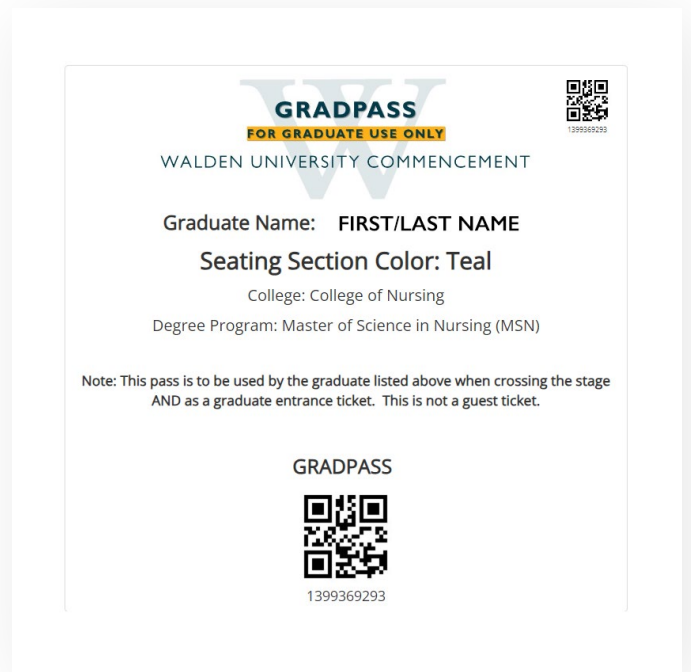 GRADPASS
FOR GRADUATE USE ONLY
1399369293
WALDEN UNIVERSITY COMMENCEMENT
Graduate Name: FIRST/LAST NAME
Seating Section Color: Teal
College: College of Nursing
Degree Program: Master of Science in Nursing (MSN)
Note: This pass is to be used by the graduate listed above when crossing the stage
AND as a graduate entrance ticket. This is not a guest ticket.
GRADPASS
1399369293